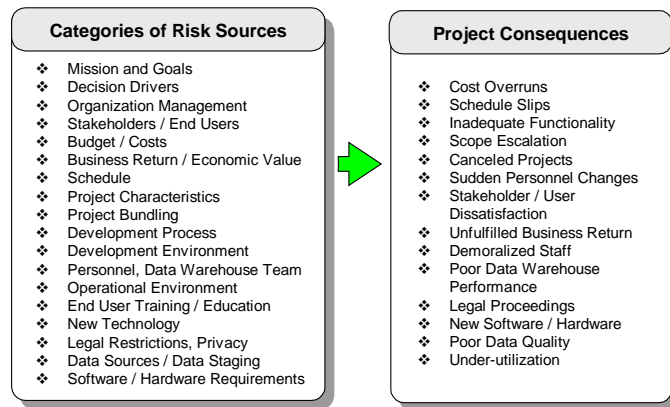 Categories of Risk Sources
❖ Mission and Goals
❖ Decision Drivers
❖ Organization Management
❖ Stakeholders / End Users
❖ Budget / Costs
❖ Business Return / Economic Value
❖ Schedule
❖ Project Characteristics
❖ Project Bundling
❖ Development Process
❖ Development Environment
❖ Personnel, Data Warehouse Team
❖ Operational Environment
❖ End User Training / Education
❖ New Technology
❖ Legal Restrictions, Privacy
❖ Data Sources / Data Staging
❖ Software / Hardware Requirements
Project Consequences
❖ Cost Overruns
❖ Schedule Slips
❖ Inadequate Functionality
❖ Scope Escalation
❖ Canceled Projects
❖ Sudden Personnel Changes
❖ Stakeholder / User
Dissatisfaction
❖ Unfulfilled Business Return
❖ Demoralized Staff
❖ Poor Data Warehouse
Performance
❖ Legal Proceedings
❖ New Software / Hardware
❖ Poor Data Quality
❖ Under-utilization